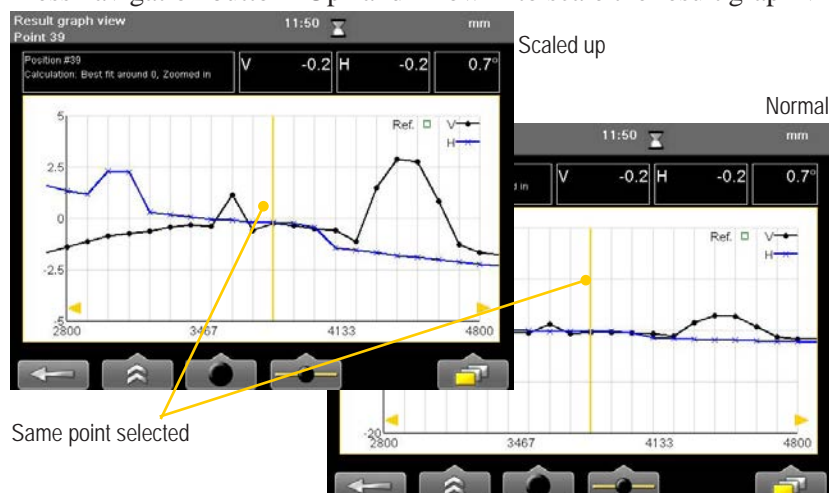 Result graph view 11:50 mm
Point 39
Scaled up
Position #39
Calculation: Best fit around 0, Zoomed in
V -0.2 H -0.2 0.7°
Normal
5
Ref. V
H
2.5
0
-2.5
-5
2800 3467 4133 4800
11:50 mm
d in
V -0.2 H -0.2 0.7°
Ref. V
H
-20
2800 3467 4133 4800
Same point selected